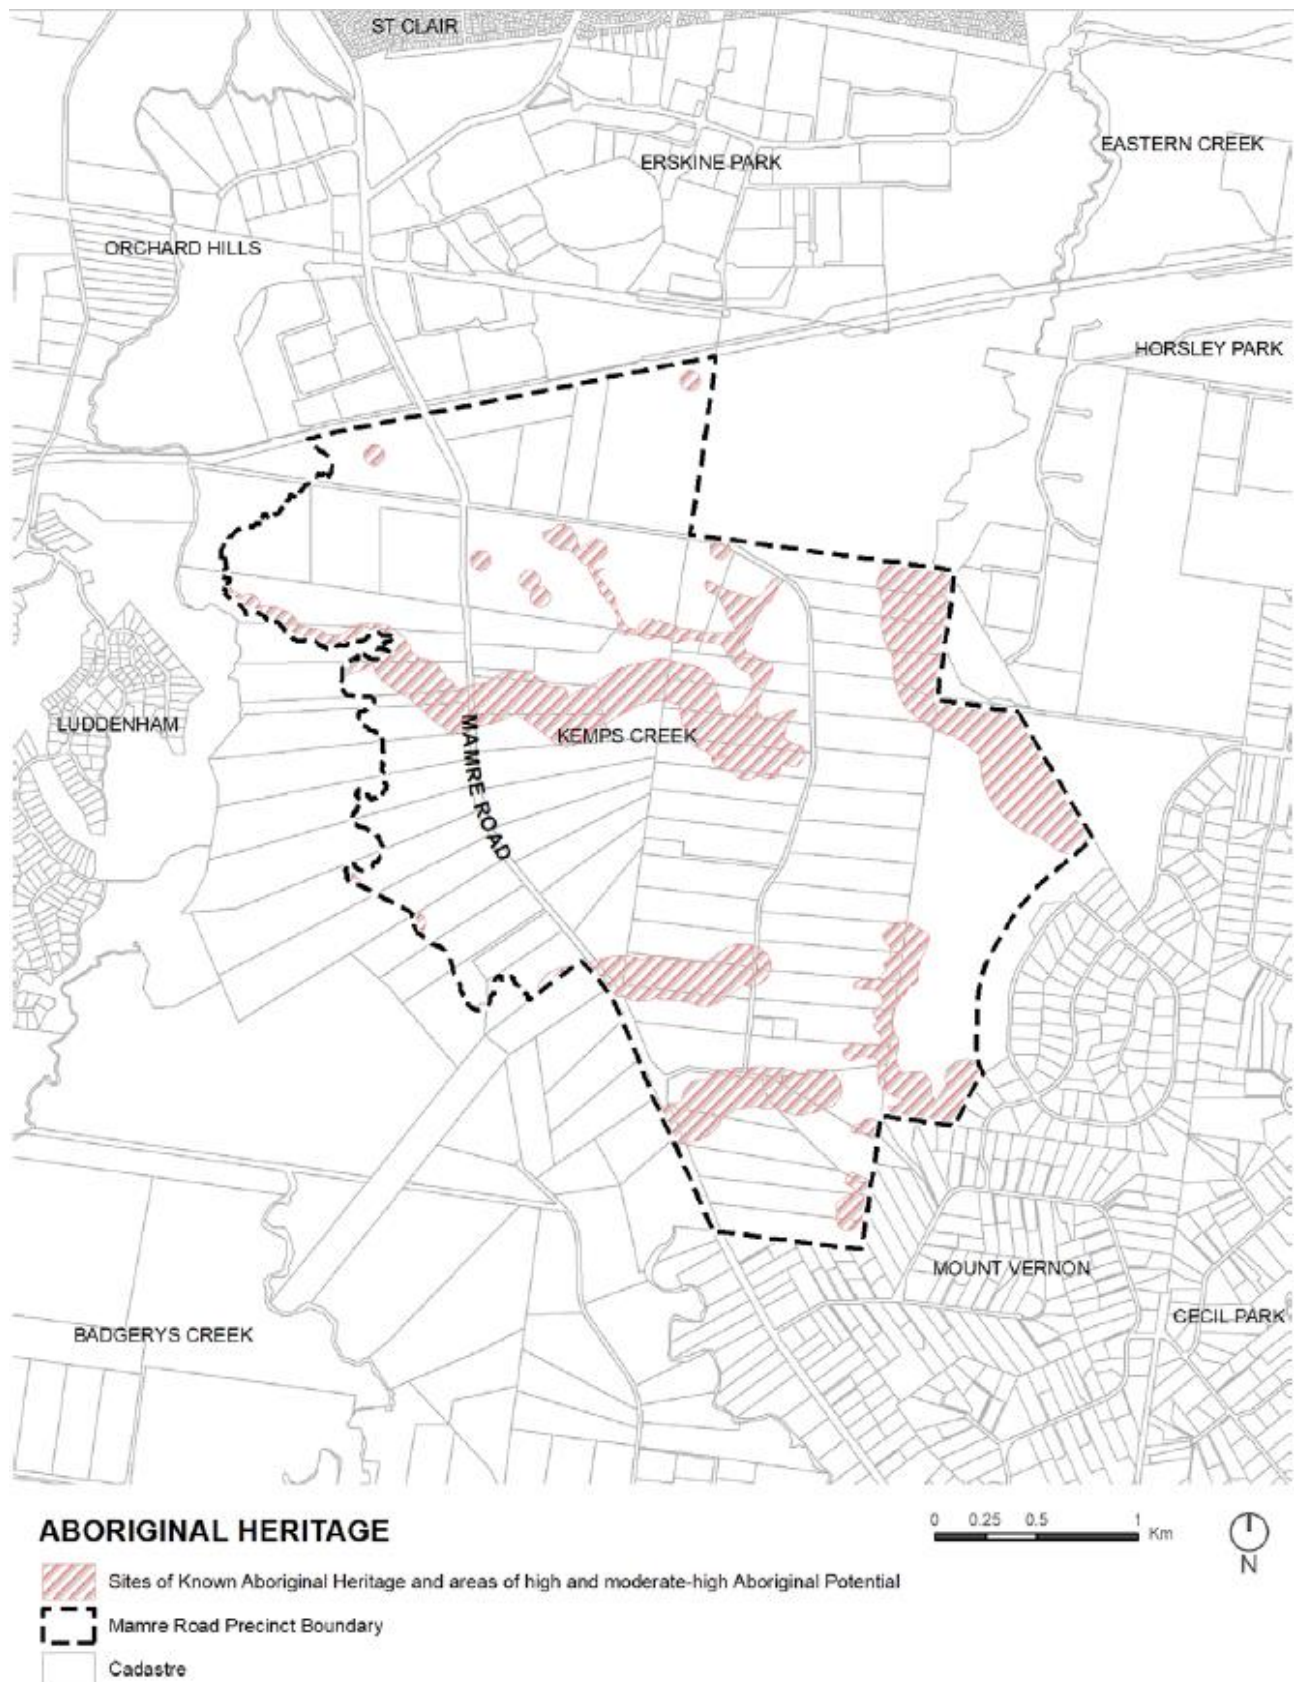 ST CLAIR
EASTERN CREEK
ERSKINE PARK
ORCHARD HILLS
HORSLEY PARK
LUDDENHAM
KEMPS CREEK
MAMRE ROAD
MOUNT VERNON
CECIL PARK
BADGERYS CREEK
ABORIGINAL HERITAGE
0 0.25 0.5 1 Km
N
Sites of Known Aboriginal Heritage and areas of high and moderate-high Aboriginal Potential
Mamre Road Precinct Boundary
Cadastre